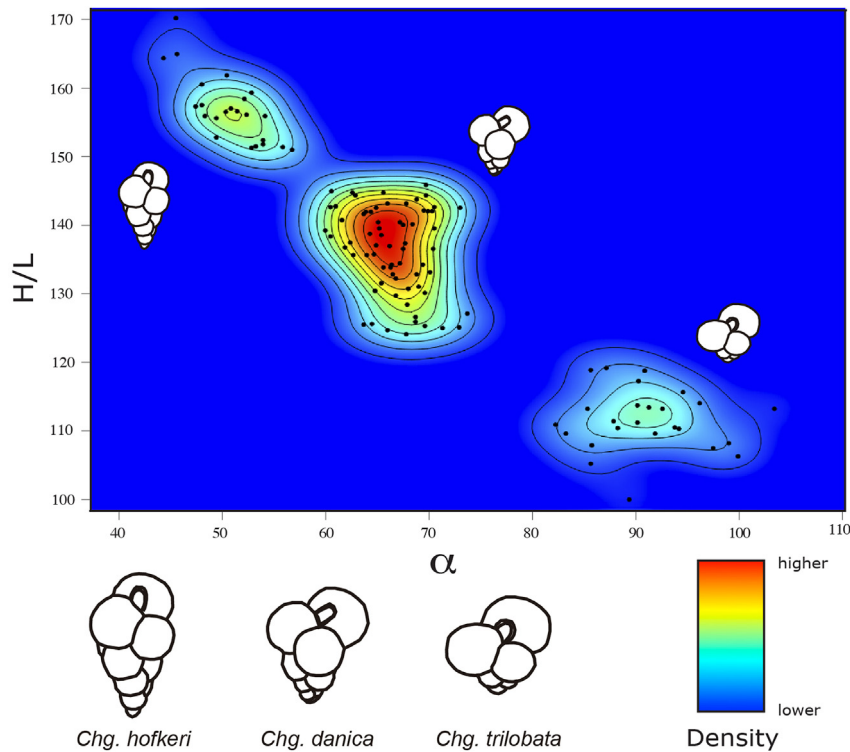 170
160
150
140
130
120
110
100
H/L
40 50 60 70 80 90 100 110
α
higher
lower
Density
Chg. hofkeri Chg. danica Chg. trilobata